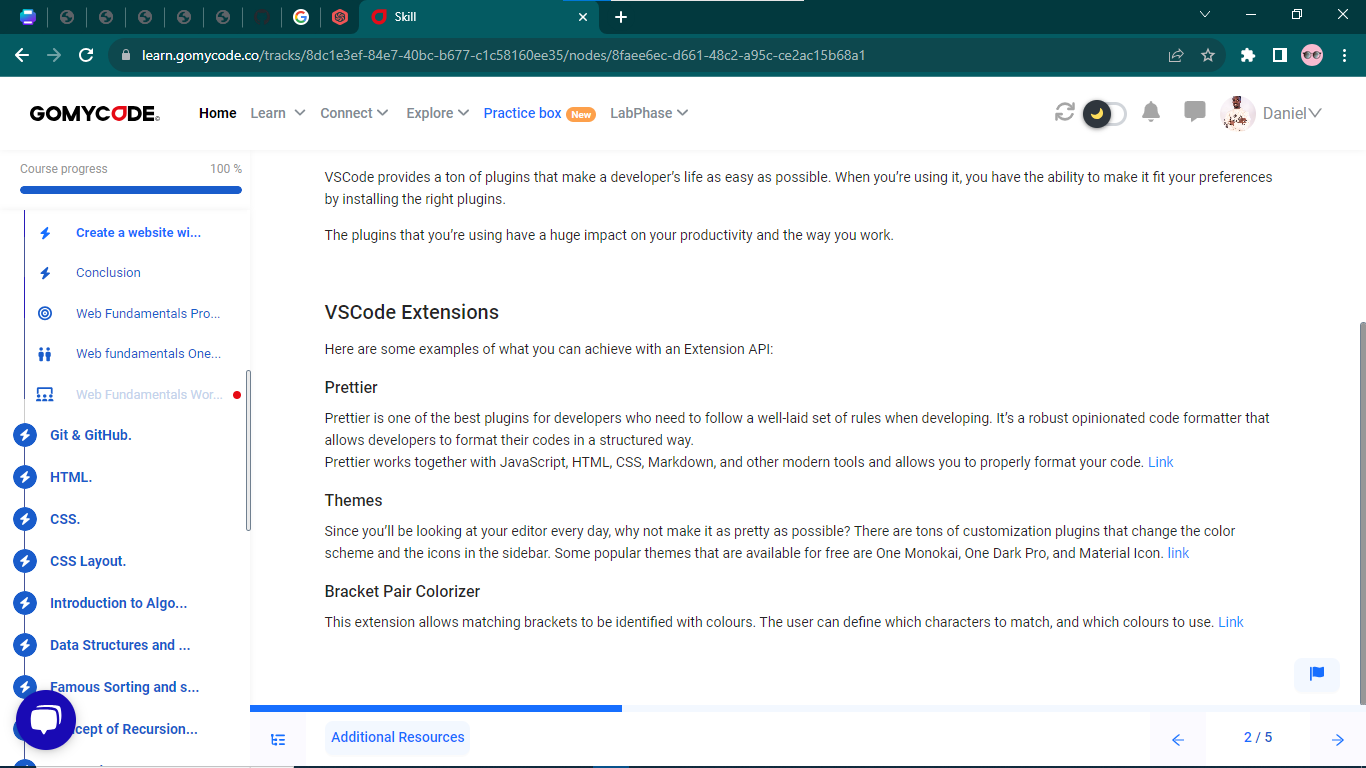 Skill
learn.gomycode.co/tracks/8dc1e3ef-84e7-40bc-b677-c1c58160ee35/nodes/8faee6ec-d661-48c2-a95c-ce2ac15b68a1
GOMYCODE
Home Learn Connect Explore Practice box New LabPhase Daniel
Course progress 100 %
Create a website wi...
Conclusion
Web Fundamentals Pro...
Web fundamentals One...
Web Fundamentals Wor...
Git & GitHub.
HTML.
CSS.
CSS Layout.
Introduction to Algo...
Data Structures and ...
Famous Sorting and s...
cept of Recursion...
VSCode provides a ton of plugins that make a developer’s life as easy as possible. When you’re using it, you have the ability to make it fit your preferences
by installing the right plugins.
The plugins that you’re using have a huge impact on your productivity and the way you work.
VSCode Extensions
Here are some examples of what you can achieve with an Extension API:
Prettier
Prettier is one of the best plugins for developers who need to follow a well-laid set of rules when developing. It’s a robust opinionated code formatter that
allows developers to format their codes in a structured way.
Prettier works together with JavaScript, HTML, CSS, Markdown, and other modern tools and allows you to properly format your code. Link
Themes
Since you’ll be looking at your editor every day, why not make it as pretty as possible? There are tons of customization plugins that change the color
scheme and the icons in the sidebar. Some popular themes that are available for free are One Monokai, One Dark Pro, and Material Icon. link
Bracket Pair Colorizer
This extension allows matching brackets to be identified with colours. The user can define which characters to match, and which colours to use. Link
Additional Resources
2 / 5